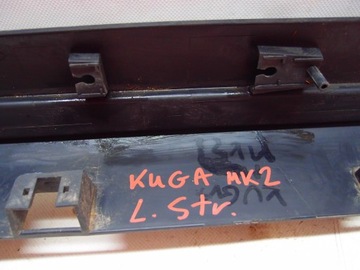 KUGA MK2
L. Str.